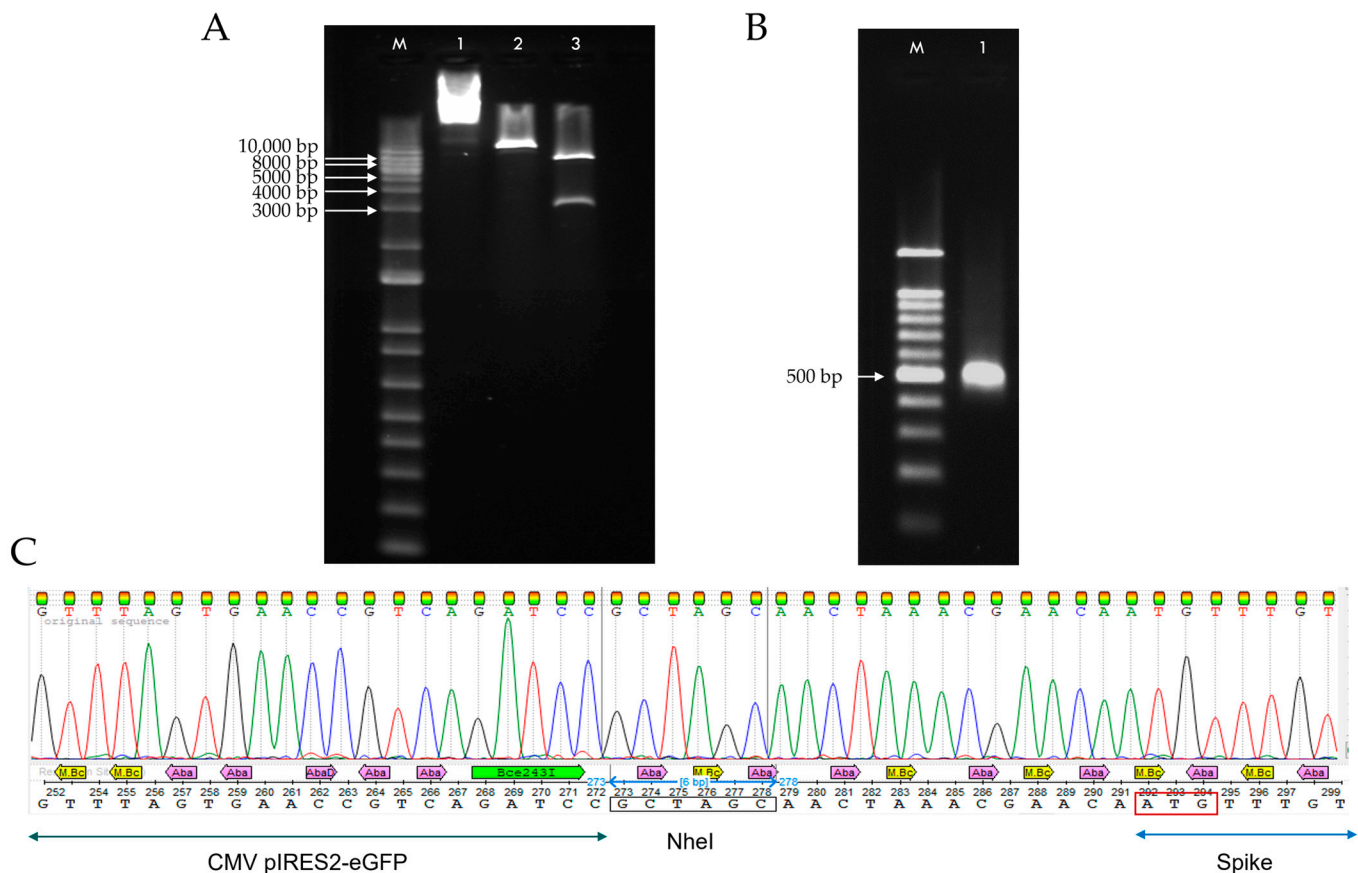 A
M 1 2 3
10,000 bp
8000 bp
5000 bp
4000 bp
3000 bp
B
M 1
500 bp
C
G T T T A G T G A A C C G T C A G A T C C G C T A G C A A C T A A A C G A A C A A T G T T T G T
original sequence
M.Bc M.Bc Aba Aba AbaD Aba Aba Bce243I Aba M.Bc Aba Aba M.Bc Aba M.Bc Aba M.Bc Aba M.Bc Aba
273 [6 bp] 278
252 254 255 256 257 258 259 260 261 262 263 264 265 266 267 268 269 270 271 272 273 275 276 277 278 279 280 281 282 283 284 285 286 287 288 289 290 291 292 293 294 295 296 297 299
G T T T A G T G A A C C G T C A G A T C C G C T A G C A A C T A A A C G A A C A A T G T T T G T
CMV pIRES2-eGFP
NheI
Spike